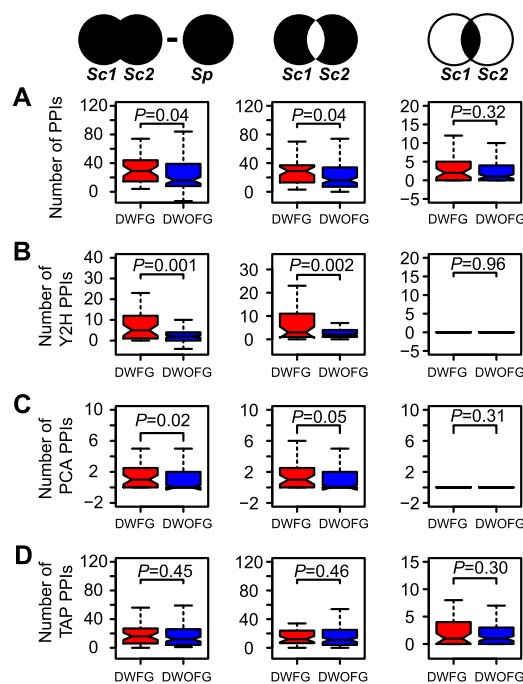 Sc1 Sc2 - Sp Sc1 Sc2 Sc1 Sc2
A
Number of PPIs
120 80 40 0
P=0.04
DWFG DWOFG
120 80 40 0
P=0.04
DWFG DWOFG
20 15 10 5 0 −5
P=0.32
DWFG DWOFG
B
Number of
Y2H PPIs
40 30 20 10 0
P=0.001
DWFG DWOFG
30 20 10 0
P=0.002
DWFG DWOFG
20 15 10 5 0 −5
P=0.96
DWFG DWOFG
C
Number of
PCA PPIs
10 6 2 −2
P=0.02
DWFG DWOFG
10 6 2 −2
P=0.05
DWFG DWOFG
10 6 2 −2
P=0.31
DWFG DWOFG
D
Number of
TAP PPIs
120 80 40 0
P=0.45
DWFG DWOFG
120 80 40 0
P=0.46
DWFG DWOFG
15 10 5 0
P=0.30
DWFG DWOFG